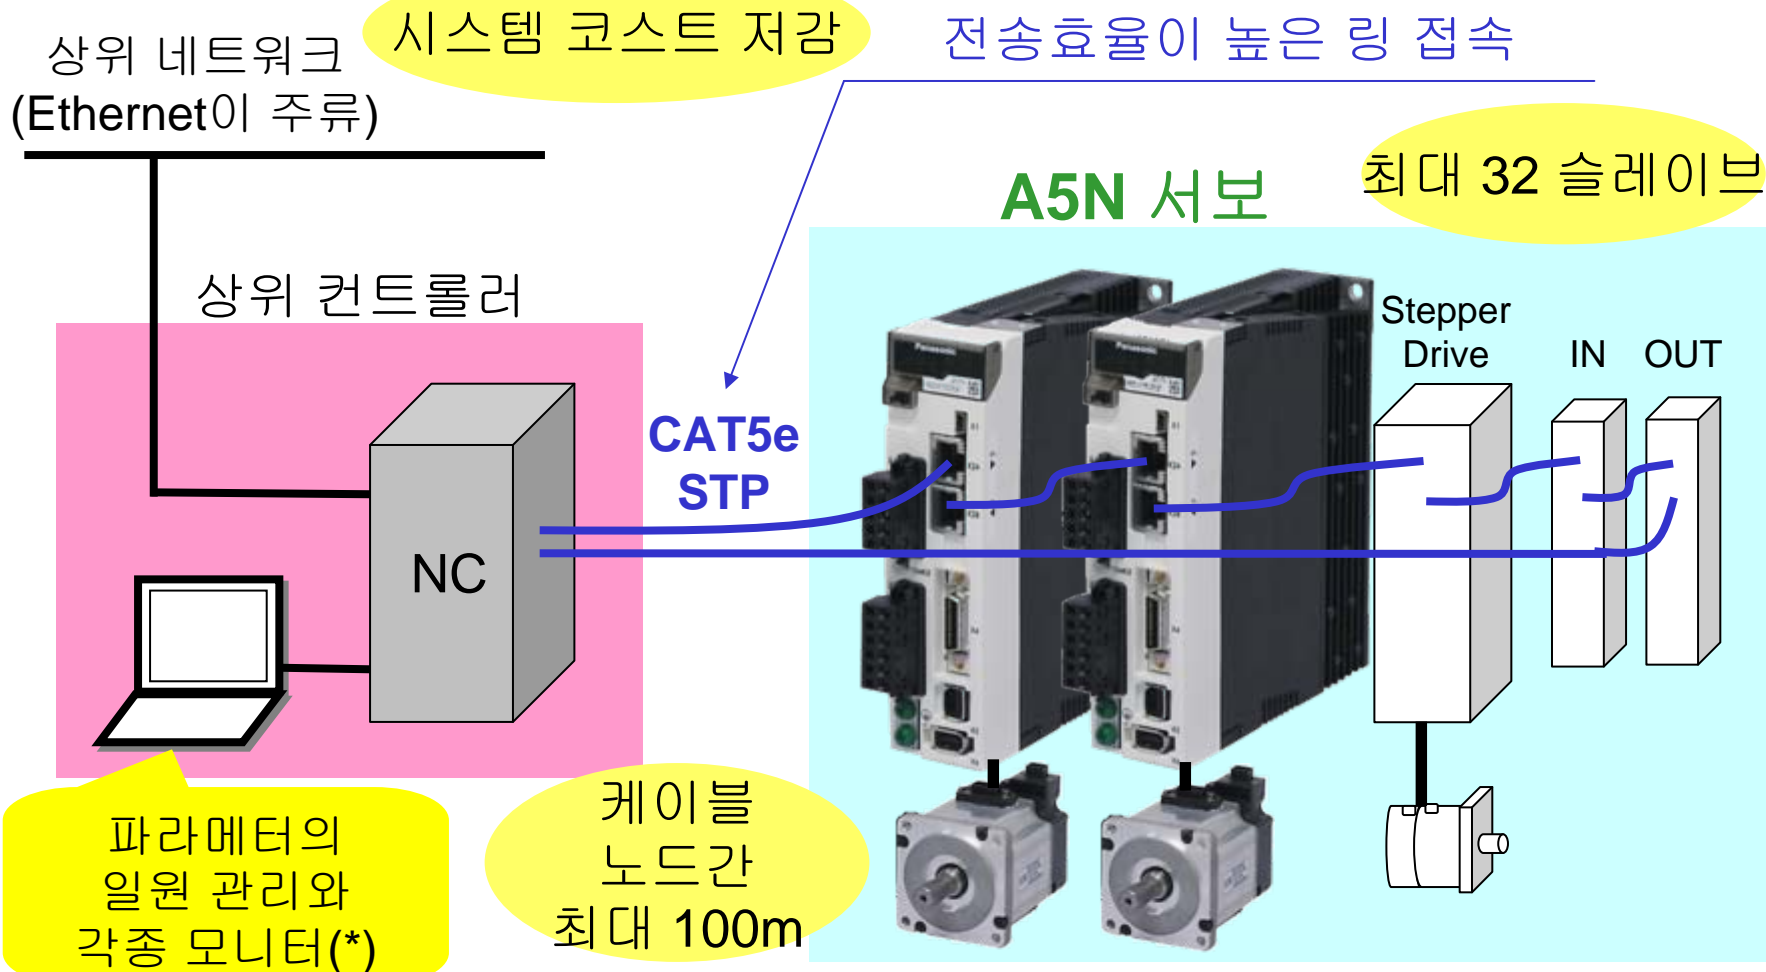 시스템 코스트 저감
전송효율이 높은 링 접속
상위 네트워크
(Ethernet이 주류)
최대 32 슬레이브
A5N 서보
상위 컨트롤러
Stepper
Drive
IN
OUT
Panasonic
Panasonic
CAT5e
STP
NC
케이블
노드간
최대 100m
파라메터의
일원 관리와
각종 모니터(*)